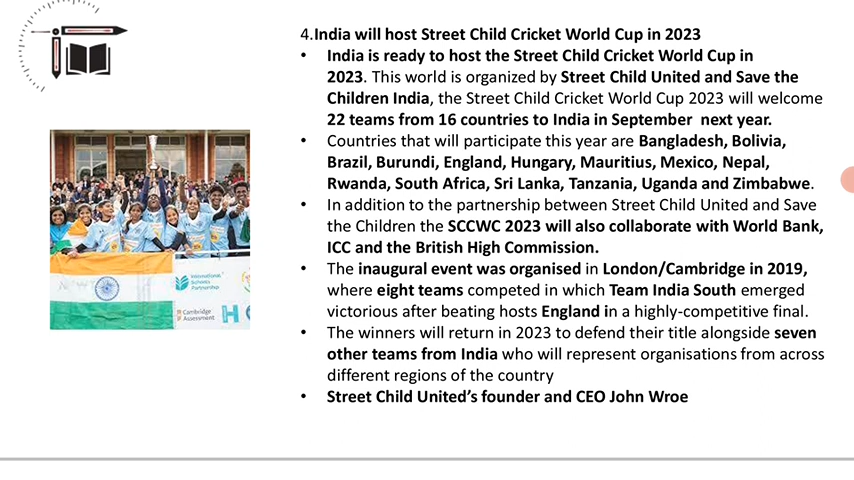 4.India will host Street Child Cricket World Cup in 2023
• India is ready to host the Street Child Cricket World Cup in
2023. This world is organized by Street Child United and Save the
Children India, the Street Child Cricket World Cup 2023 will welcome
22 teams from 16 countries to India in September next year.
• Countries that will participate this year are Bangladesh, Bolivia,
Brazil, Burundi, England, Hungary, Mauritius, Mexico, Nepal,
Rwanda, South Africa, Sri Lanka, Tanzania, Uganda and Zimbabwe.
• In addition to the partnership between Street Child United and Save
the Children the SCCWC 2023 will also collaborate with World Bank,
ICC and the British High Commission.
• The inaugural event was organised in London/Cambridge in 2019,
where eight teams competed in which Team India South emerged
victorious after beating hosts England in a highly-competitive final.
• The winners will return in 2023 to defend their title alongside seven
other teams from India who will represent organisations from across
different regions of the country
• Street Child United's founder and CEO John Wroe
International
Schools
Partnership
Cambridge
Assessment